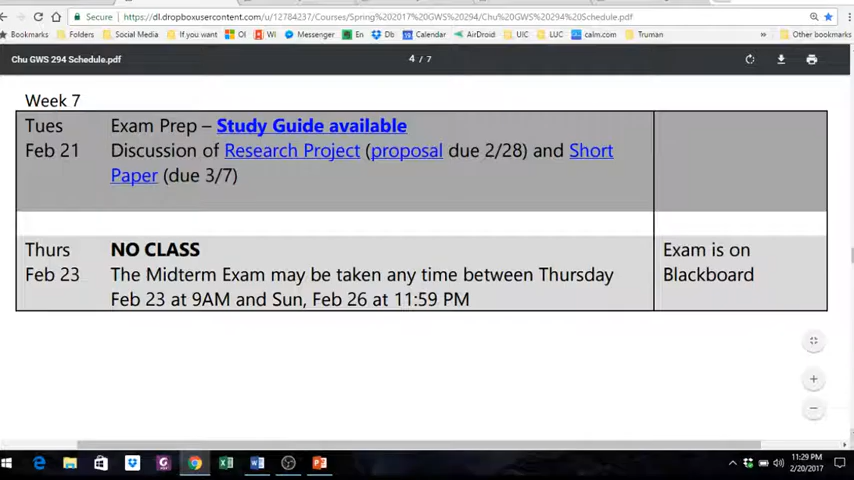 Secure https://dl.dropboxusercontent.com/u/12784237/Courses/Spring%202017%20GWS%20294/Chu%20GWS%20294%20Schedule.pdf
Bookmarks Folders Social Media If you want OI WI Messenger En Db Calendar AirDroid UIC LUC calm.com Truman Other bookmarks
Chu GWS 294 Schedule.pdf 4 / 7
Week 7
Tues Exam Prep – Study Guide available
Feb 21 Discussion of Research Project (proposal due 2/28) and Short
Paper (due 3/7)
Thurs NO CLASS Exam is on
Feb 23 The Midterm Exam may be taken any time between Thursday Blackboard
Feb 23 at 9AM and Sun, Feb 26 at 11:59 PM
11:29 PM
2/20/2017